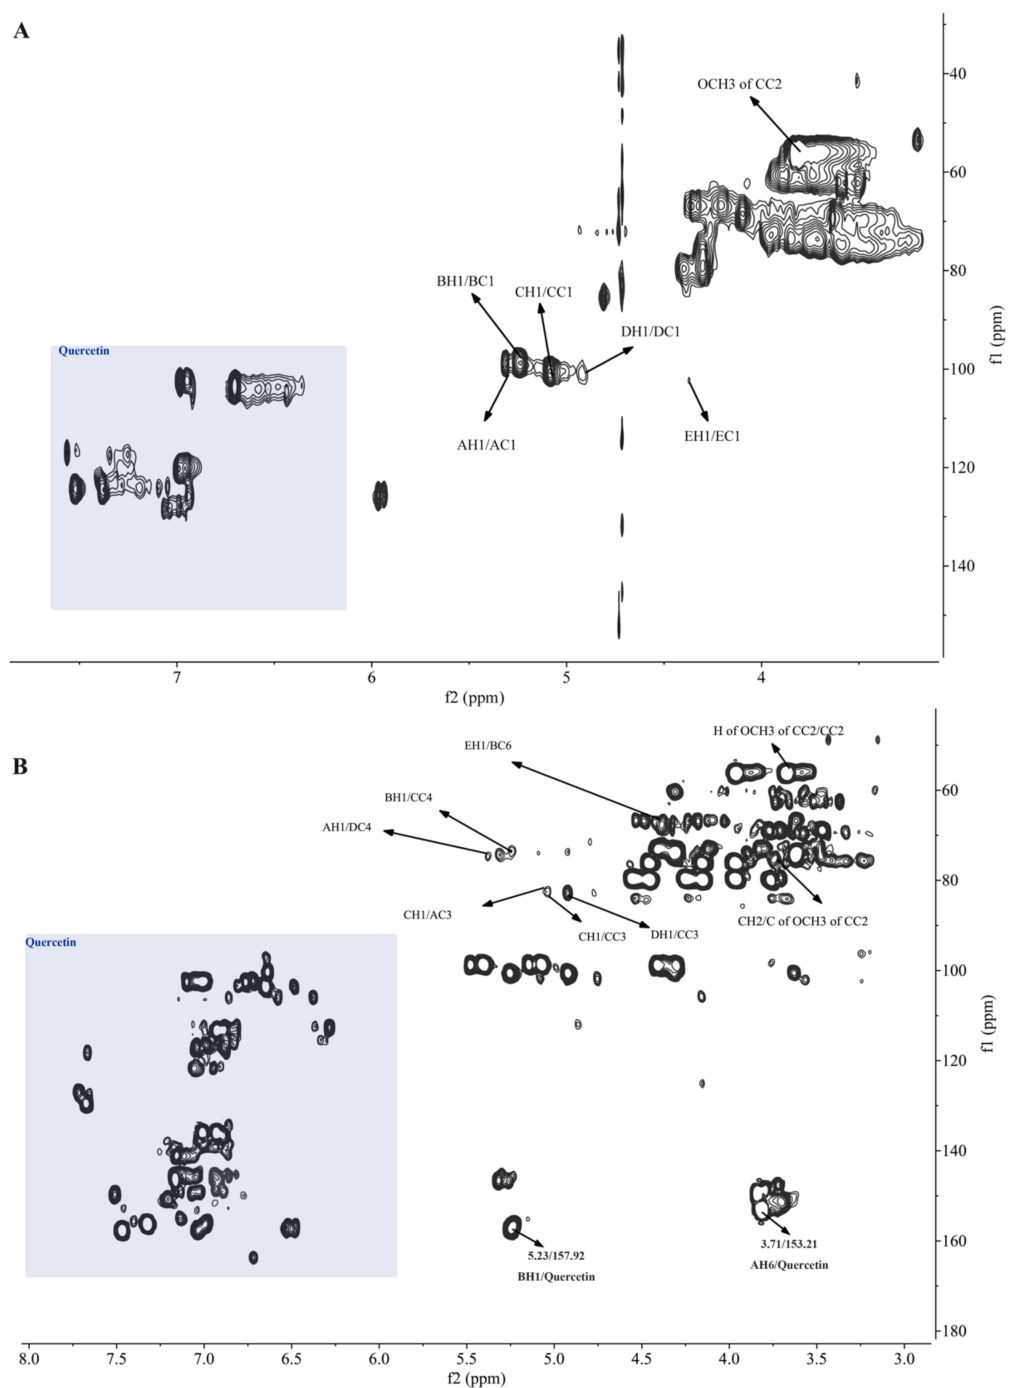 A
OCH3 of CC2
40
60
80
100
120
140
f1 (ppm)
BH1/BC1
CH1/CC1
DH1/DC1
AH1/AC1
EH1/EC1
Quercetin
7
6
5
4
f2 (ppm)
B
H of OCH3 of CC2/CC2
EH1/BC6
BH1/CC4
AH1/DC4
CH1/AC3
CH1/CC3
DH1/CC3
CH2/C of OCH3 of CC2
Quercetin
60
80
100
120
140
160
180
f1 (ppm)
5.23/157.92
BH1/Quercetin
3.71/153.21
AH6/Quercetin
8.0
7.5
7.0
6.5
6.0
5.5
5.0
4.5
4.0
3.5
3.0
f2 (ppm)